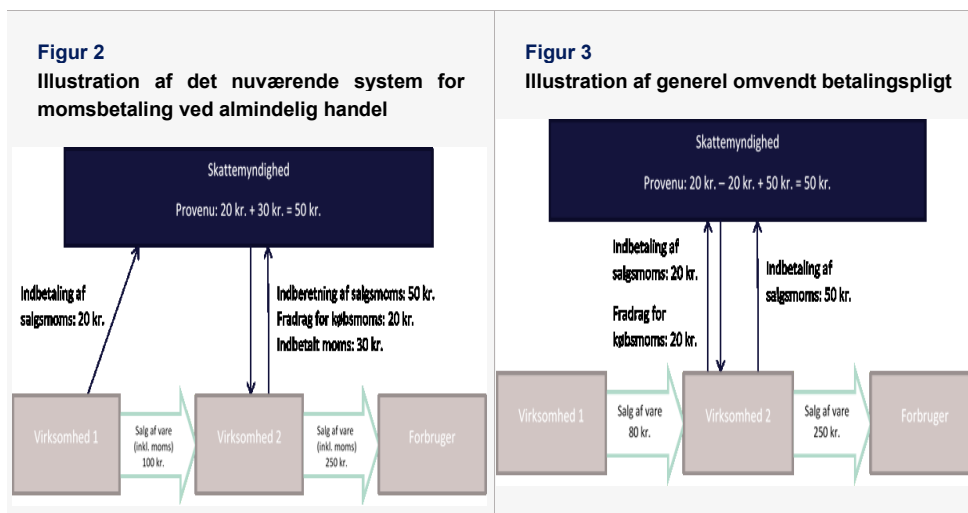 Figur 2
Illustration af det nuværende system for
momsbetaling ved almindelig handel
Skattemyndighed
Provenu: 20 kr. + 30 kr. = 50 kr.
Indbetaling af
salgsmoms: 20 kr.
Indberetning af salgsmoms: 50 kr.
Fradrag for købsmoms: 20 kr.
Indbetalt moms: 30 kr.
Virksomhed 1
Salg af vare
(inkl. moms)
100 kr.
Virksomhed 2
Salg af vare
(inkl. moms)
250 kr.
Forbruger
Figur 3
Illustration af generel omvendt betalingspligt
Skattemyndighed
Provenu: 20 kr. – 20 kr. + 50 kr. = 50 kr.
Indbetaling af
salgsmoms: 20 kr.
Fradrag for
købsmoms: 20 kr.
Indbetaling af
salgsmoms: 50 kr.
Virksomhed 1
Salg af vare
80 kr.
Virksomhed 2
Salg af vare
250 kr.
Forbruger